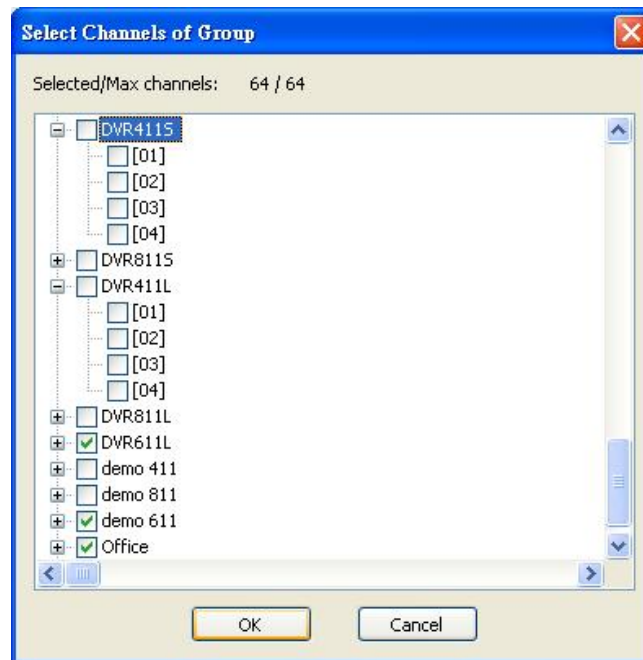 Select Channels of Group
Selected/Max channels: 64 / 64
DVR411S
[01]
[02]
[03]
[04]
DVR811S
DVR411L
[01]
[02]
[03]
[04]
DVR811L
DVR611L
demo 411
demo 811
demo 611
Office
OK Cancel